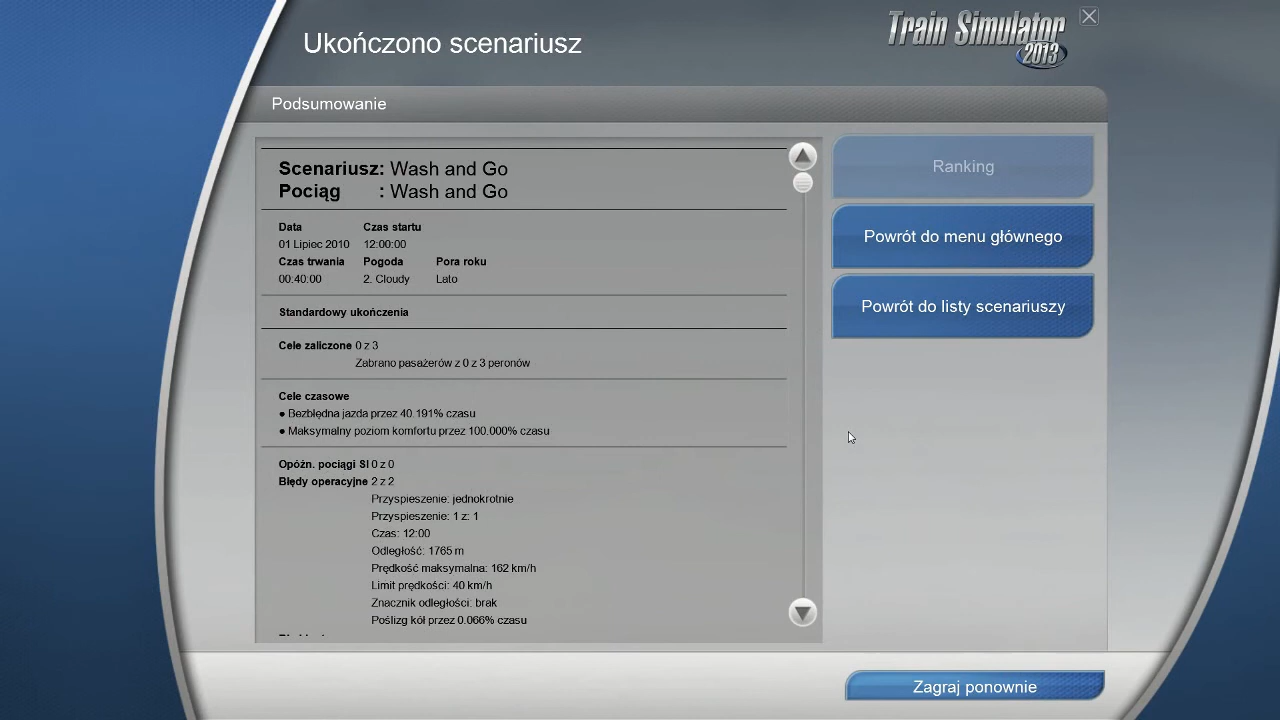 Ukończono scenariusz
Train Simulator
2013
Podsumowanie
Scenariusz: Wash and Go
Pociąg : Wash and Go
Data Czas startu
01 Lipiec 2010 12:00:00
Czas trwania Pogoda Pora roku
00:40:00 2. Cloudy Lato
Standardowy ukończenia
Cele zaliczone 0 z 3
Zabrano pasażerów z 0 z 3 peronów
Cele czasowe
● Bezbłędna jazda przez 40.191% czasu
● Maksymalny poziom komfortu przez 100.000% czasu
Opóźn. pociągi SI 0 z 0
Błędy operacyjne 2 z 2
Przyspieszenie: jednokrotnie
Przyspieszenie: 1 z: 1
Czas: 12:00
Odległość: 1765 m
Prędkość maksymalna: 162 km/h
Limit prędkości: 40 km/h
Znacznik odległości: brak
Poślizg kół przez 0.066% czasu
Ranking
Powrót do menu głównego
Powrót do listy scenariuszy
Zagraj ponownie